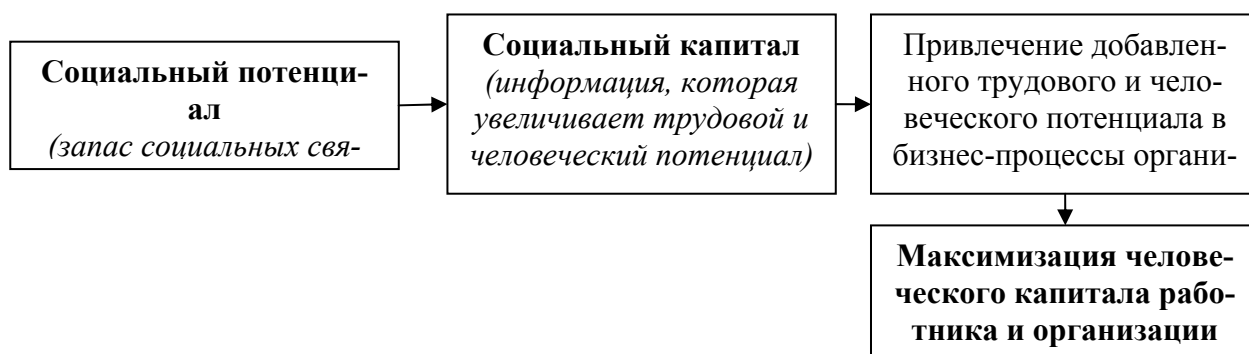 Социальный потенци-
ал
(запас социальных свя-
Социальный капитал
(информация, которая
увеличивает трудовой и
человеческий потенциал)
Привлечение добавлен-
ного трудового и чело-
веческого потенциала в
бизнес-процессы органи-
Максимизация челове-
ческого капитала рабо-
тника и организации